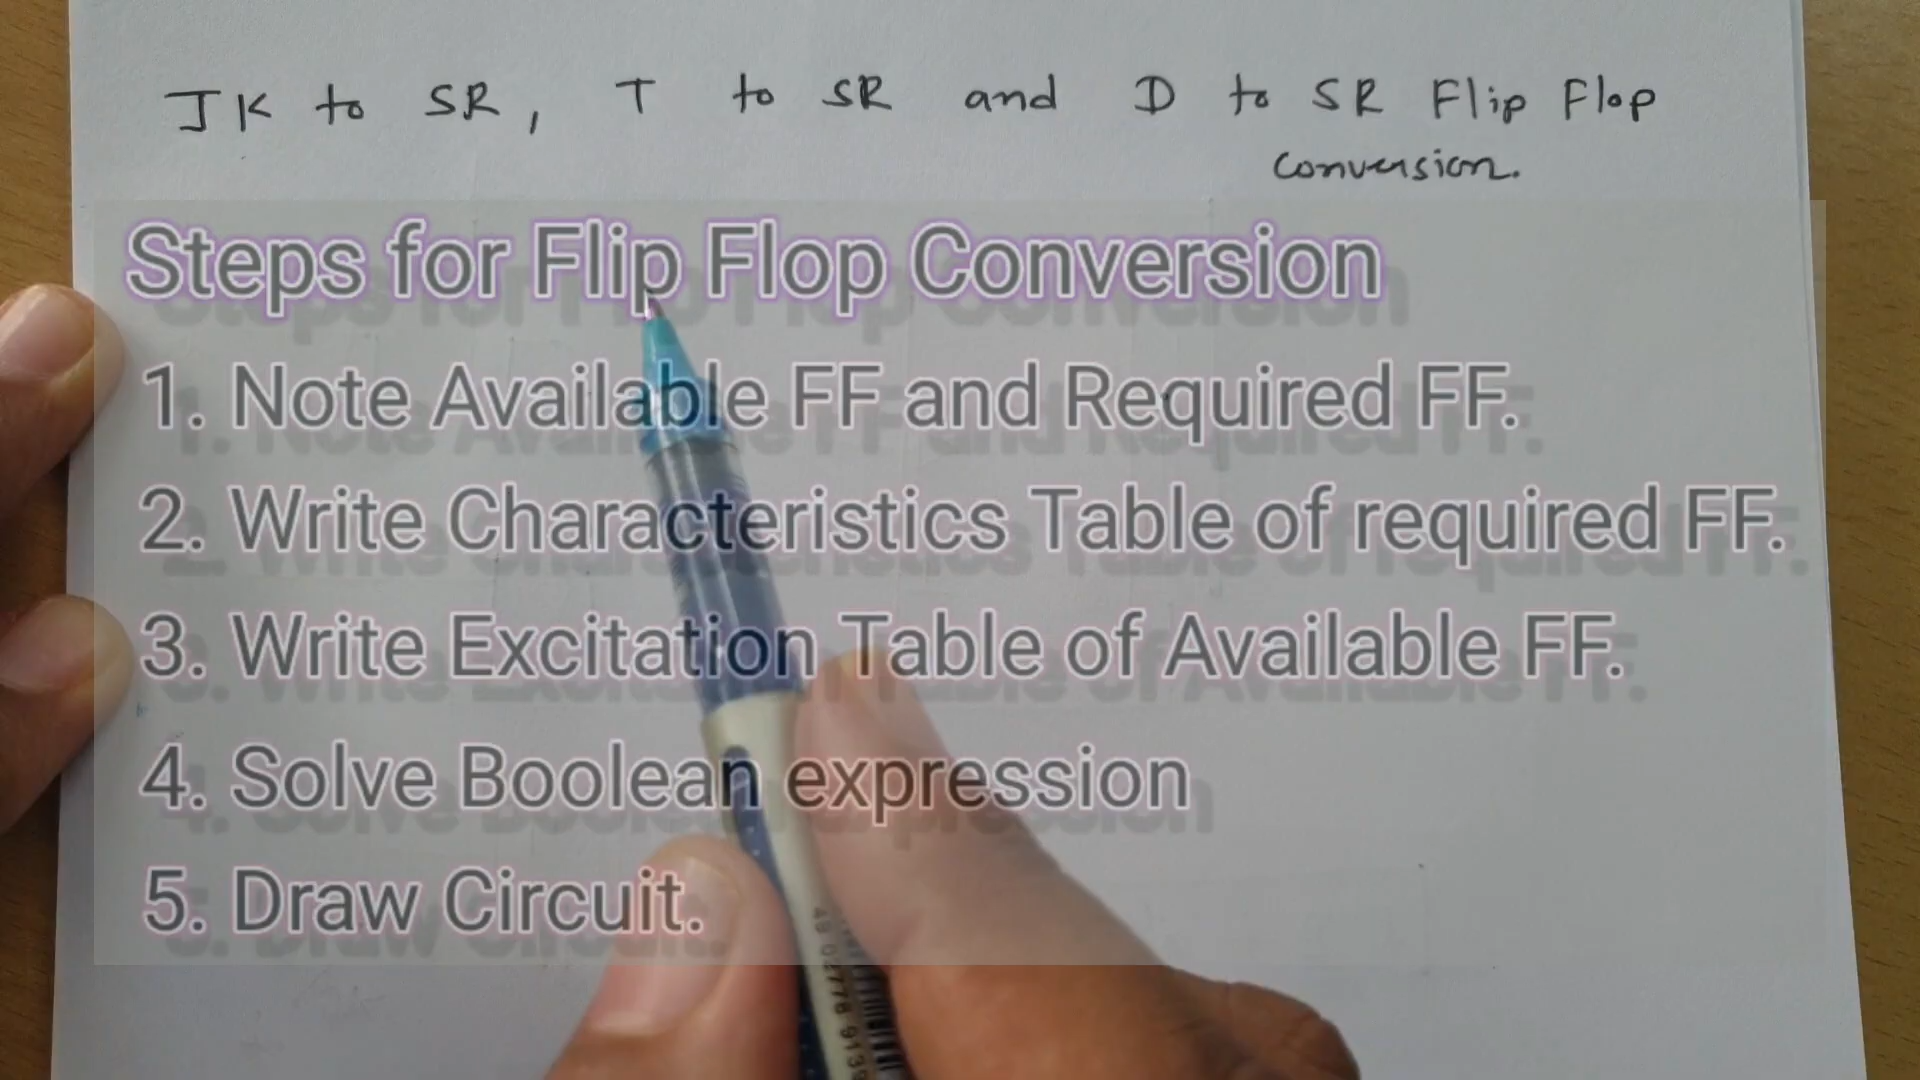 JK to SR, T to SR and D to SR Flip Flop
conversion.
Steps for Flip Flop Conversion
1. Note Available FF and Required FF.
2. Write Characteristics Table of required FF.
3. Write Excitation Table of Available FF.
4. Solve Boolean expression
5. Draw Circuit.